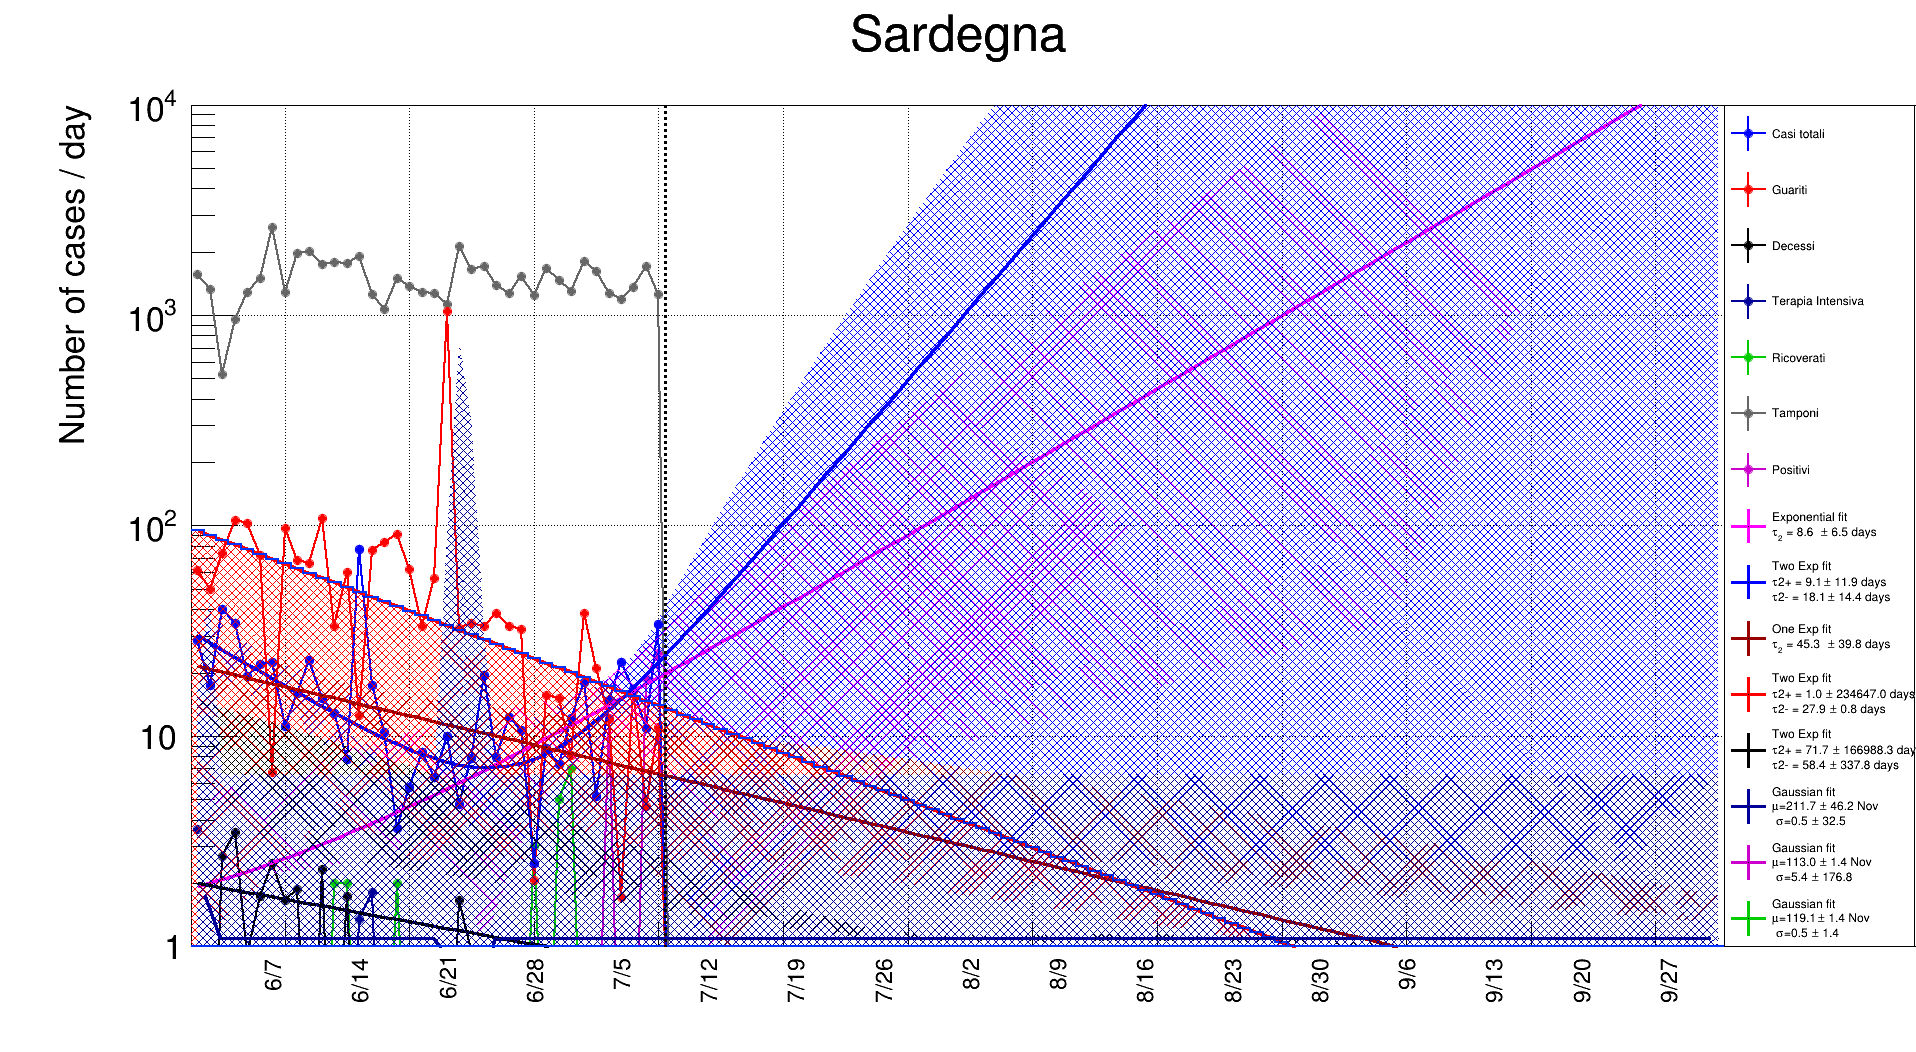 Sardegna
Number of cases / day
10^4
10^3
10^2
10
1
6/7
6/14
6/21
6/28
7/5
7/12
7/19
7/26
8/2
8/9
8/16
8/23
8/30
9/6
9/13
9/20
9/27
Casi totali
Guariti
Decessi
Terapia Intensiva
Ricoverati
Tamponi
Positivi
Exponential fit
τ_2 = 8.6 ± 6.5 days
Two Exp fit
τ2+ = 9.1 ± 11.9 days
τ2- = 18.1 ± 14.4 days
One Exp fit
τ_2 = 45.3 ± 39.8 days
Two Exp fit
τ2+ = 1.0 ± 234647.0 days
τ2- = 27.9 ± 0.8 days
Two Exp fit
τ2+ = 71.7 ± 166988.3 day
τ2- = 58.4 ± 337.8 days
Gaussian fit
μ=211.7 ± 46.2 Nov
σ=0.5 ± 32.5
Gaussian fit
μ=113.0 ± 1.4 Nov
σ=5.4 ± 176.8
Gaussian fit
μ=119.1 ± 1.4 Nov
σ=0.5 ± 1.4